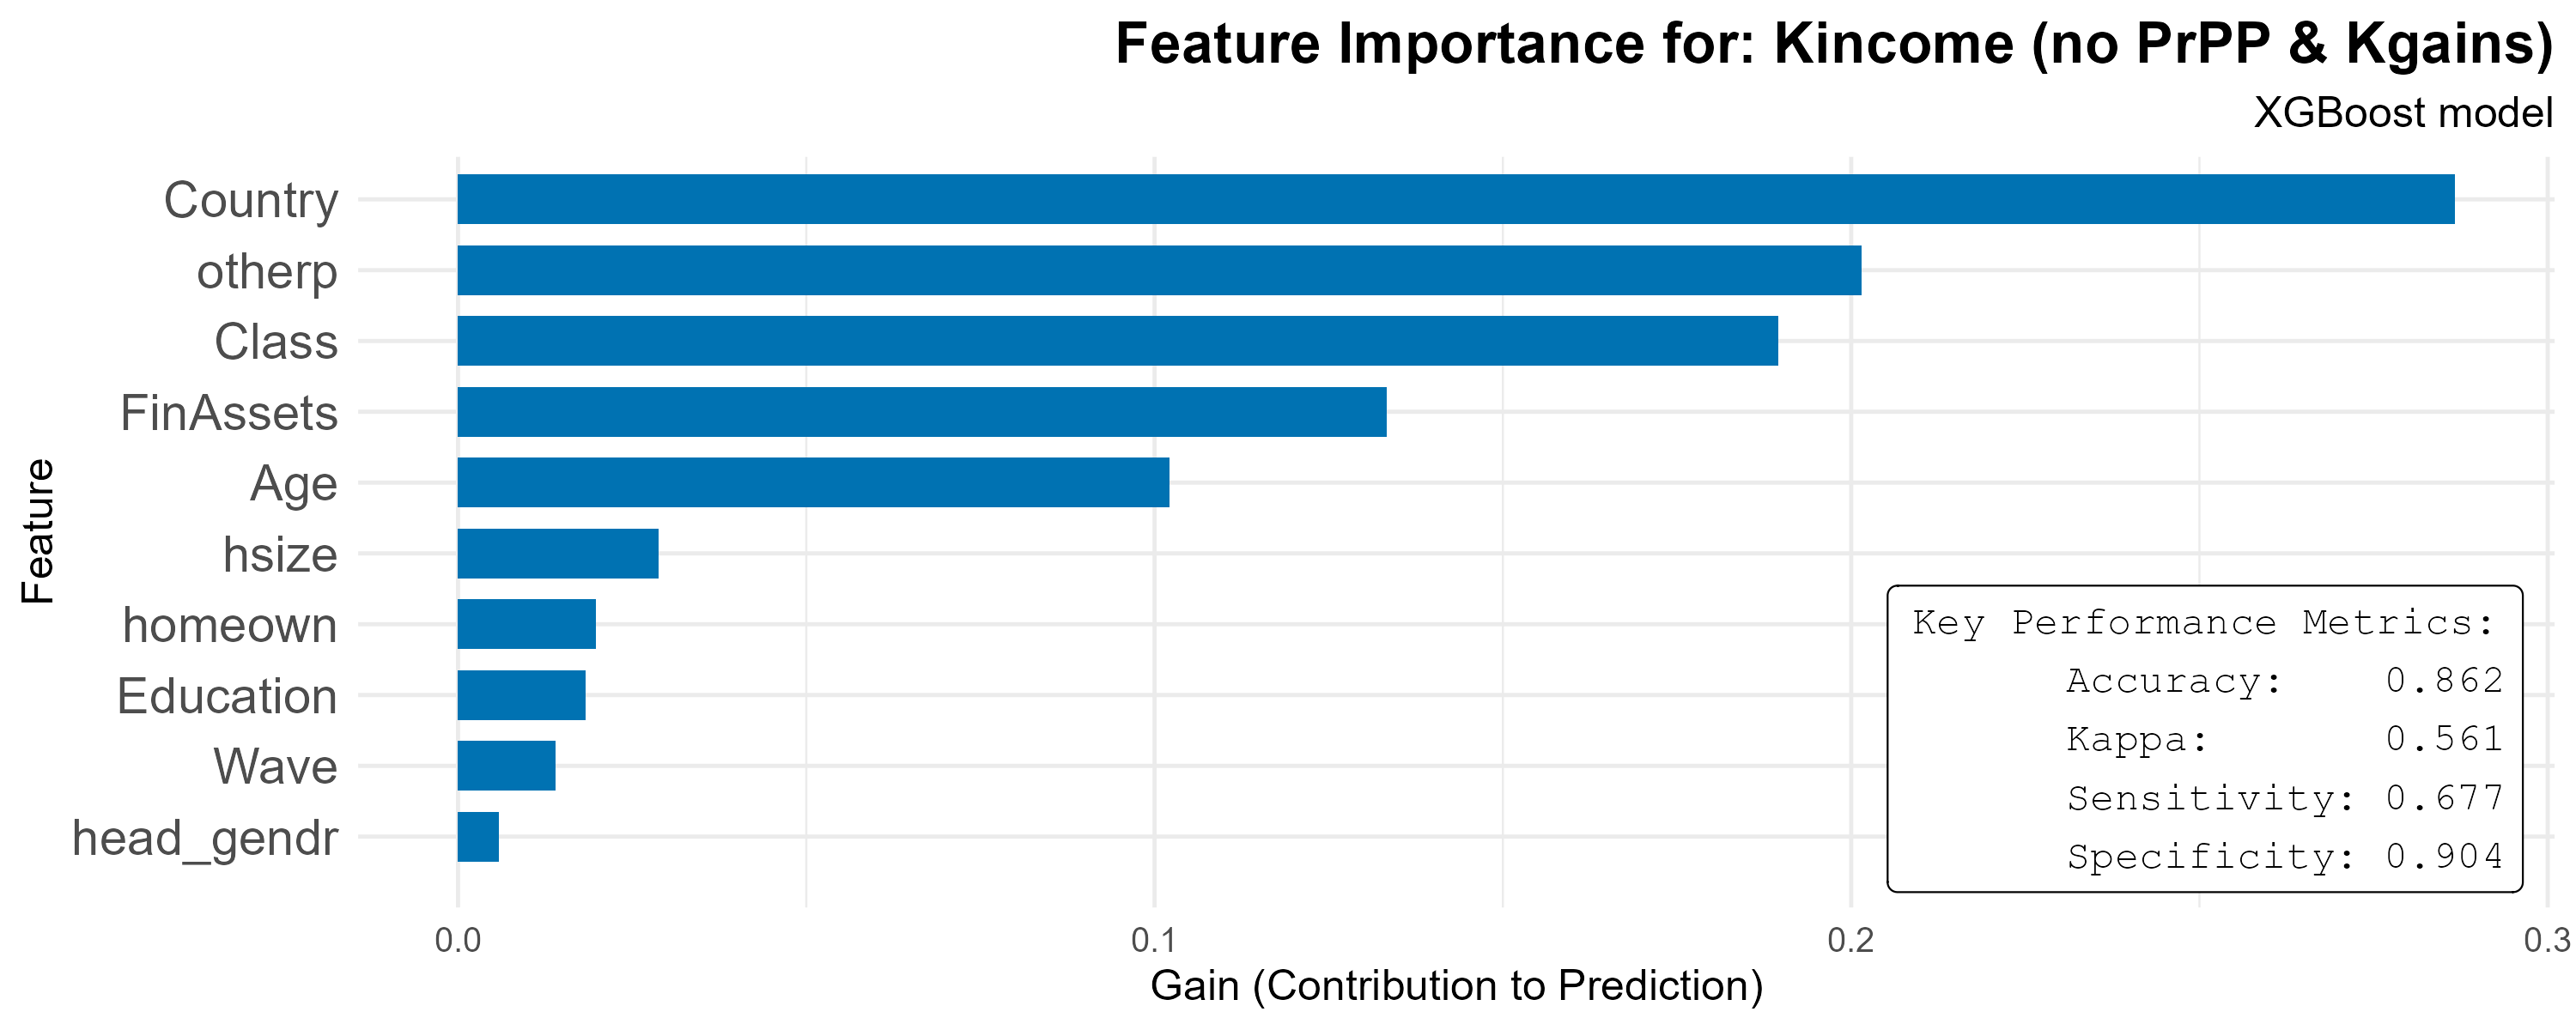 Feature Importance for: Kincome (no PrPP & Kgains)
XGBoost model
Feature
Country
otherp
Class
FinAssets
Age
hsize
homeown
Education
Wave
head_gendr
Key Performance Metrics:
Accuracy: 0.862
Kappa: 0.561
Sensitivity: 0.677
Specificity: 0.904
0.0 0.1 0.2 0.3
Gain (Contribution to Prediction)